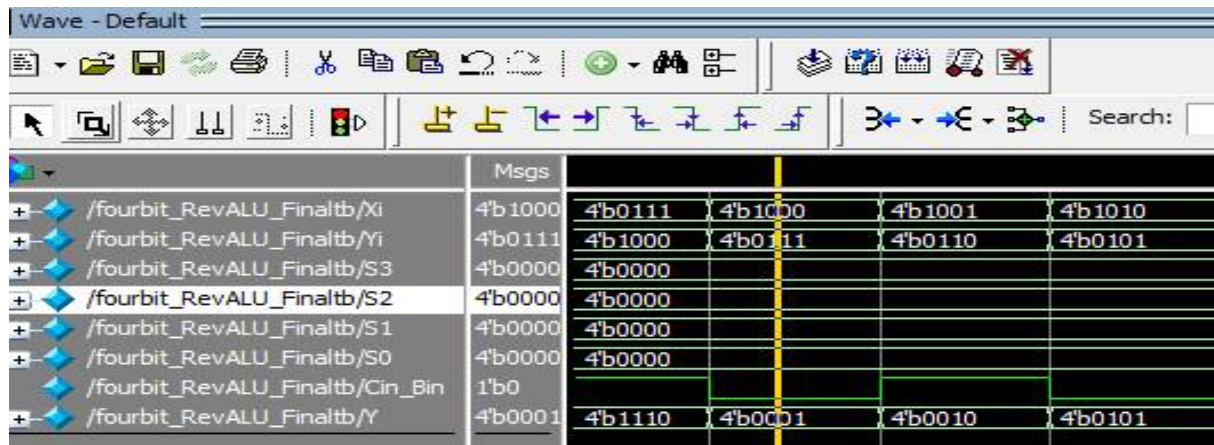 Wave - Default
Search:
Msgs
/fourbit_RevALU_Finaltb/Xi 4'b1000 4'b0111 4'b1000 4'b1001 4'b1010
/fourbit_RevALU_Finaltb/Yi 4'b0111 4'b1000 4'b0111 4'b0110 4'b0101
/fourbit_RevALU_Finaltb/S3 4'b0000 4'b0000
/fourbit_RevALU_Finaltb/S2 4'b0000 4'b0000
/fourbit_RevALU_Finaltb/S1 4'b0000 4'b0000
/fourbit_RevALU_Finaltb/S0 4'b0000 4'b0000
/fourbit_RevALU_Finaltb/Cin_Bin 1'b0
/fourbit_RevALU_Finaltb/Y 4'b0001 4'b1110 4'b0001 4'b0010 4'b0101